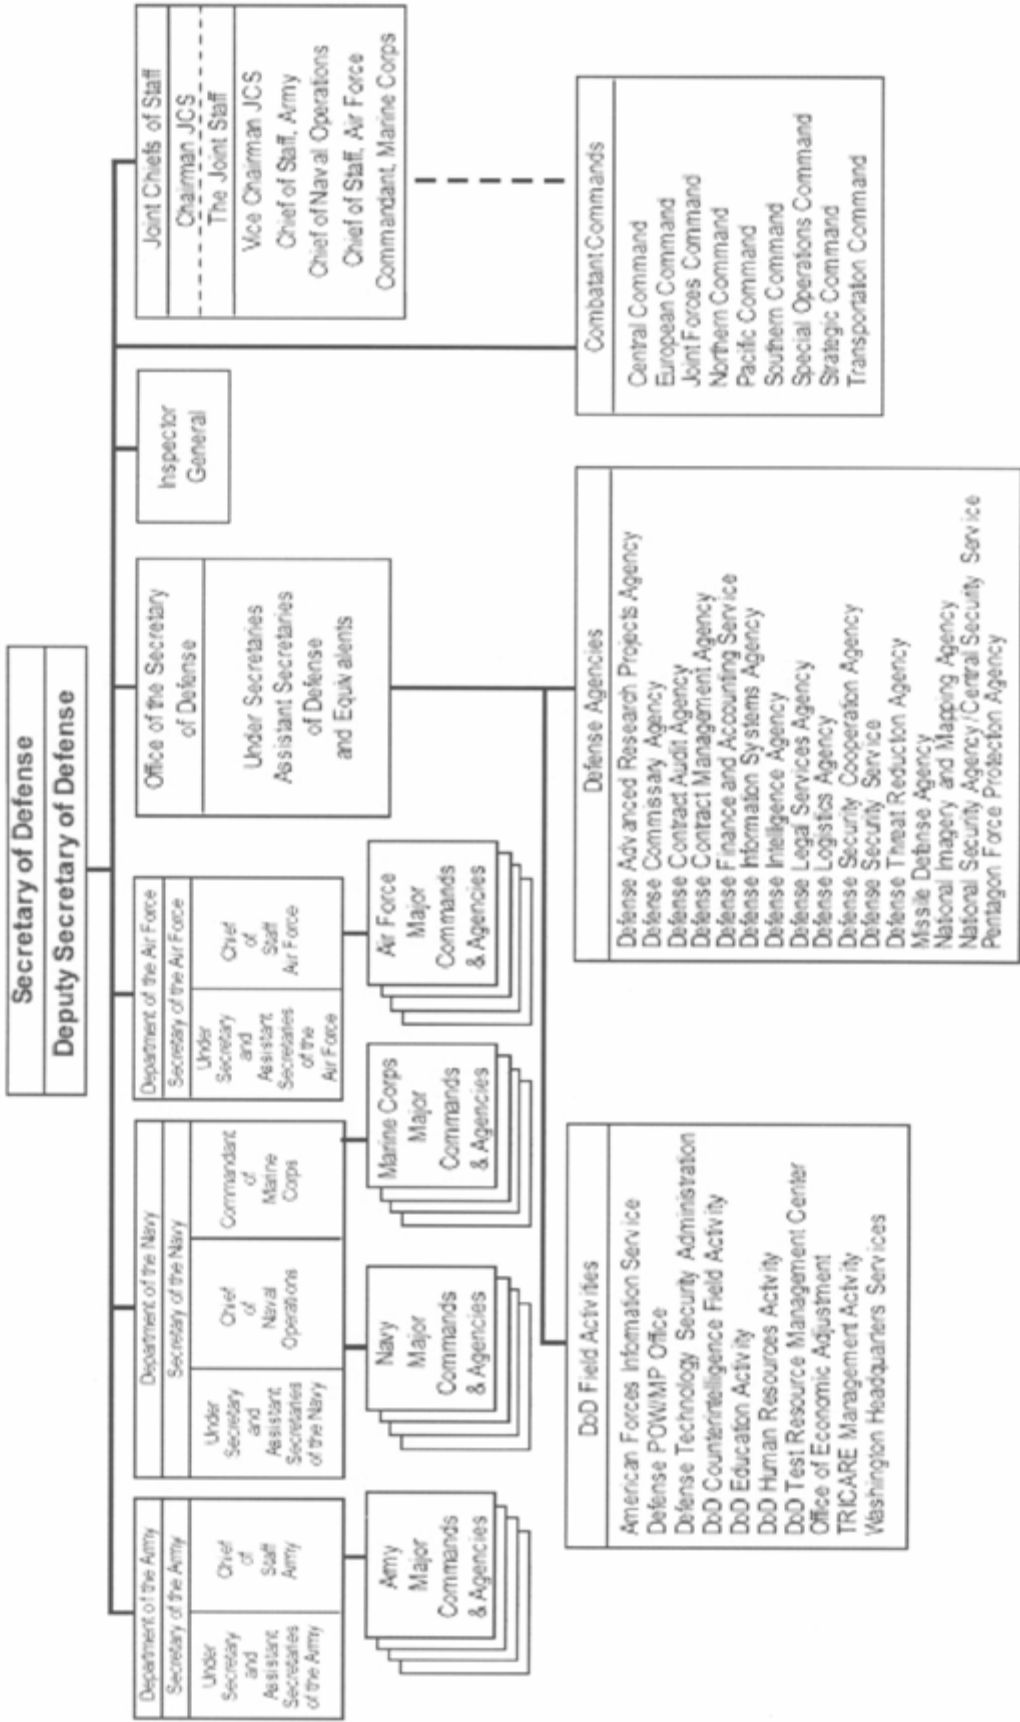 Secretary of Defense
Deputy Secretary of Defense
Department of the Army
Secretary of the Army
Under
Secretary
and
Assistant
Secretaries
of the Army
Chief
of
Staff
Army
Army
Major
Commands
& Agencies
Department of the Navy
Secretary of the Navy
Under
Secretary
and
Assistant
Secretaries
of the Navy
Chief
of
Naval
Operations
Commandant
of
Marine
Corps
Navy
Major
Commands
& Agencies
Marine Corps
Major
Commands
& Agencies
Department of the Air Force
Secretary of the Air Force
Under
Secretary
and
Assistant
Secretaries
of the
Air Force
Chief
of
Staff
Air Force
Air Force
Major
Commands
& Agencies
Office of the Secretary
of Defense
Under Secretaries
Assistant Secretaries
of Defense
and Equivalents
Inspector
General
Joint Chiefs of Staff
Chairman JCS
The Joint Staff
Vice Chairman JCS
Chief of Staff, Army
Chief of Naval Operations
Chief of Staff, Air Force
Commandant, Marine Corps
DoD Field Activities
American Forces Information Service
Defense POW/MP Office
Defense Technology Security Administration
DoD Counterintelligence Field Activity
DoD Education Activity
DoD Human Resources Activity
DoD Test Resource Management Center
Office of Economic Adjustment
TRICARE Management Activity
Washington Headquarters Services
Defense Agencies
Defense Advanced Research Projects Agency
Defense Commissary Agency
Defense Contract Audit Agency
Defense Contract Management Agency
Defense Finance and Accounting Service
Defense Information Systems Agency
Defense Intelligence Agency
Defense Legal Services Agency
Defense Logistics Agency
Defense Security Cooperation Agency
Defense Security Service
Defense Threat Reduction Agency
Missile Defense Agency
National Imagery and Mapping Agency
National Security Agency/Central Security Service
Pentagon Force Protection Agency
Combatant Commands
Central Command
European Command
Joint Forces Command
Northern Command
Pacific Command
Southern Command
Special Operations Command
Strategic Command
Transportation Command